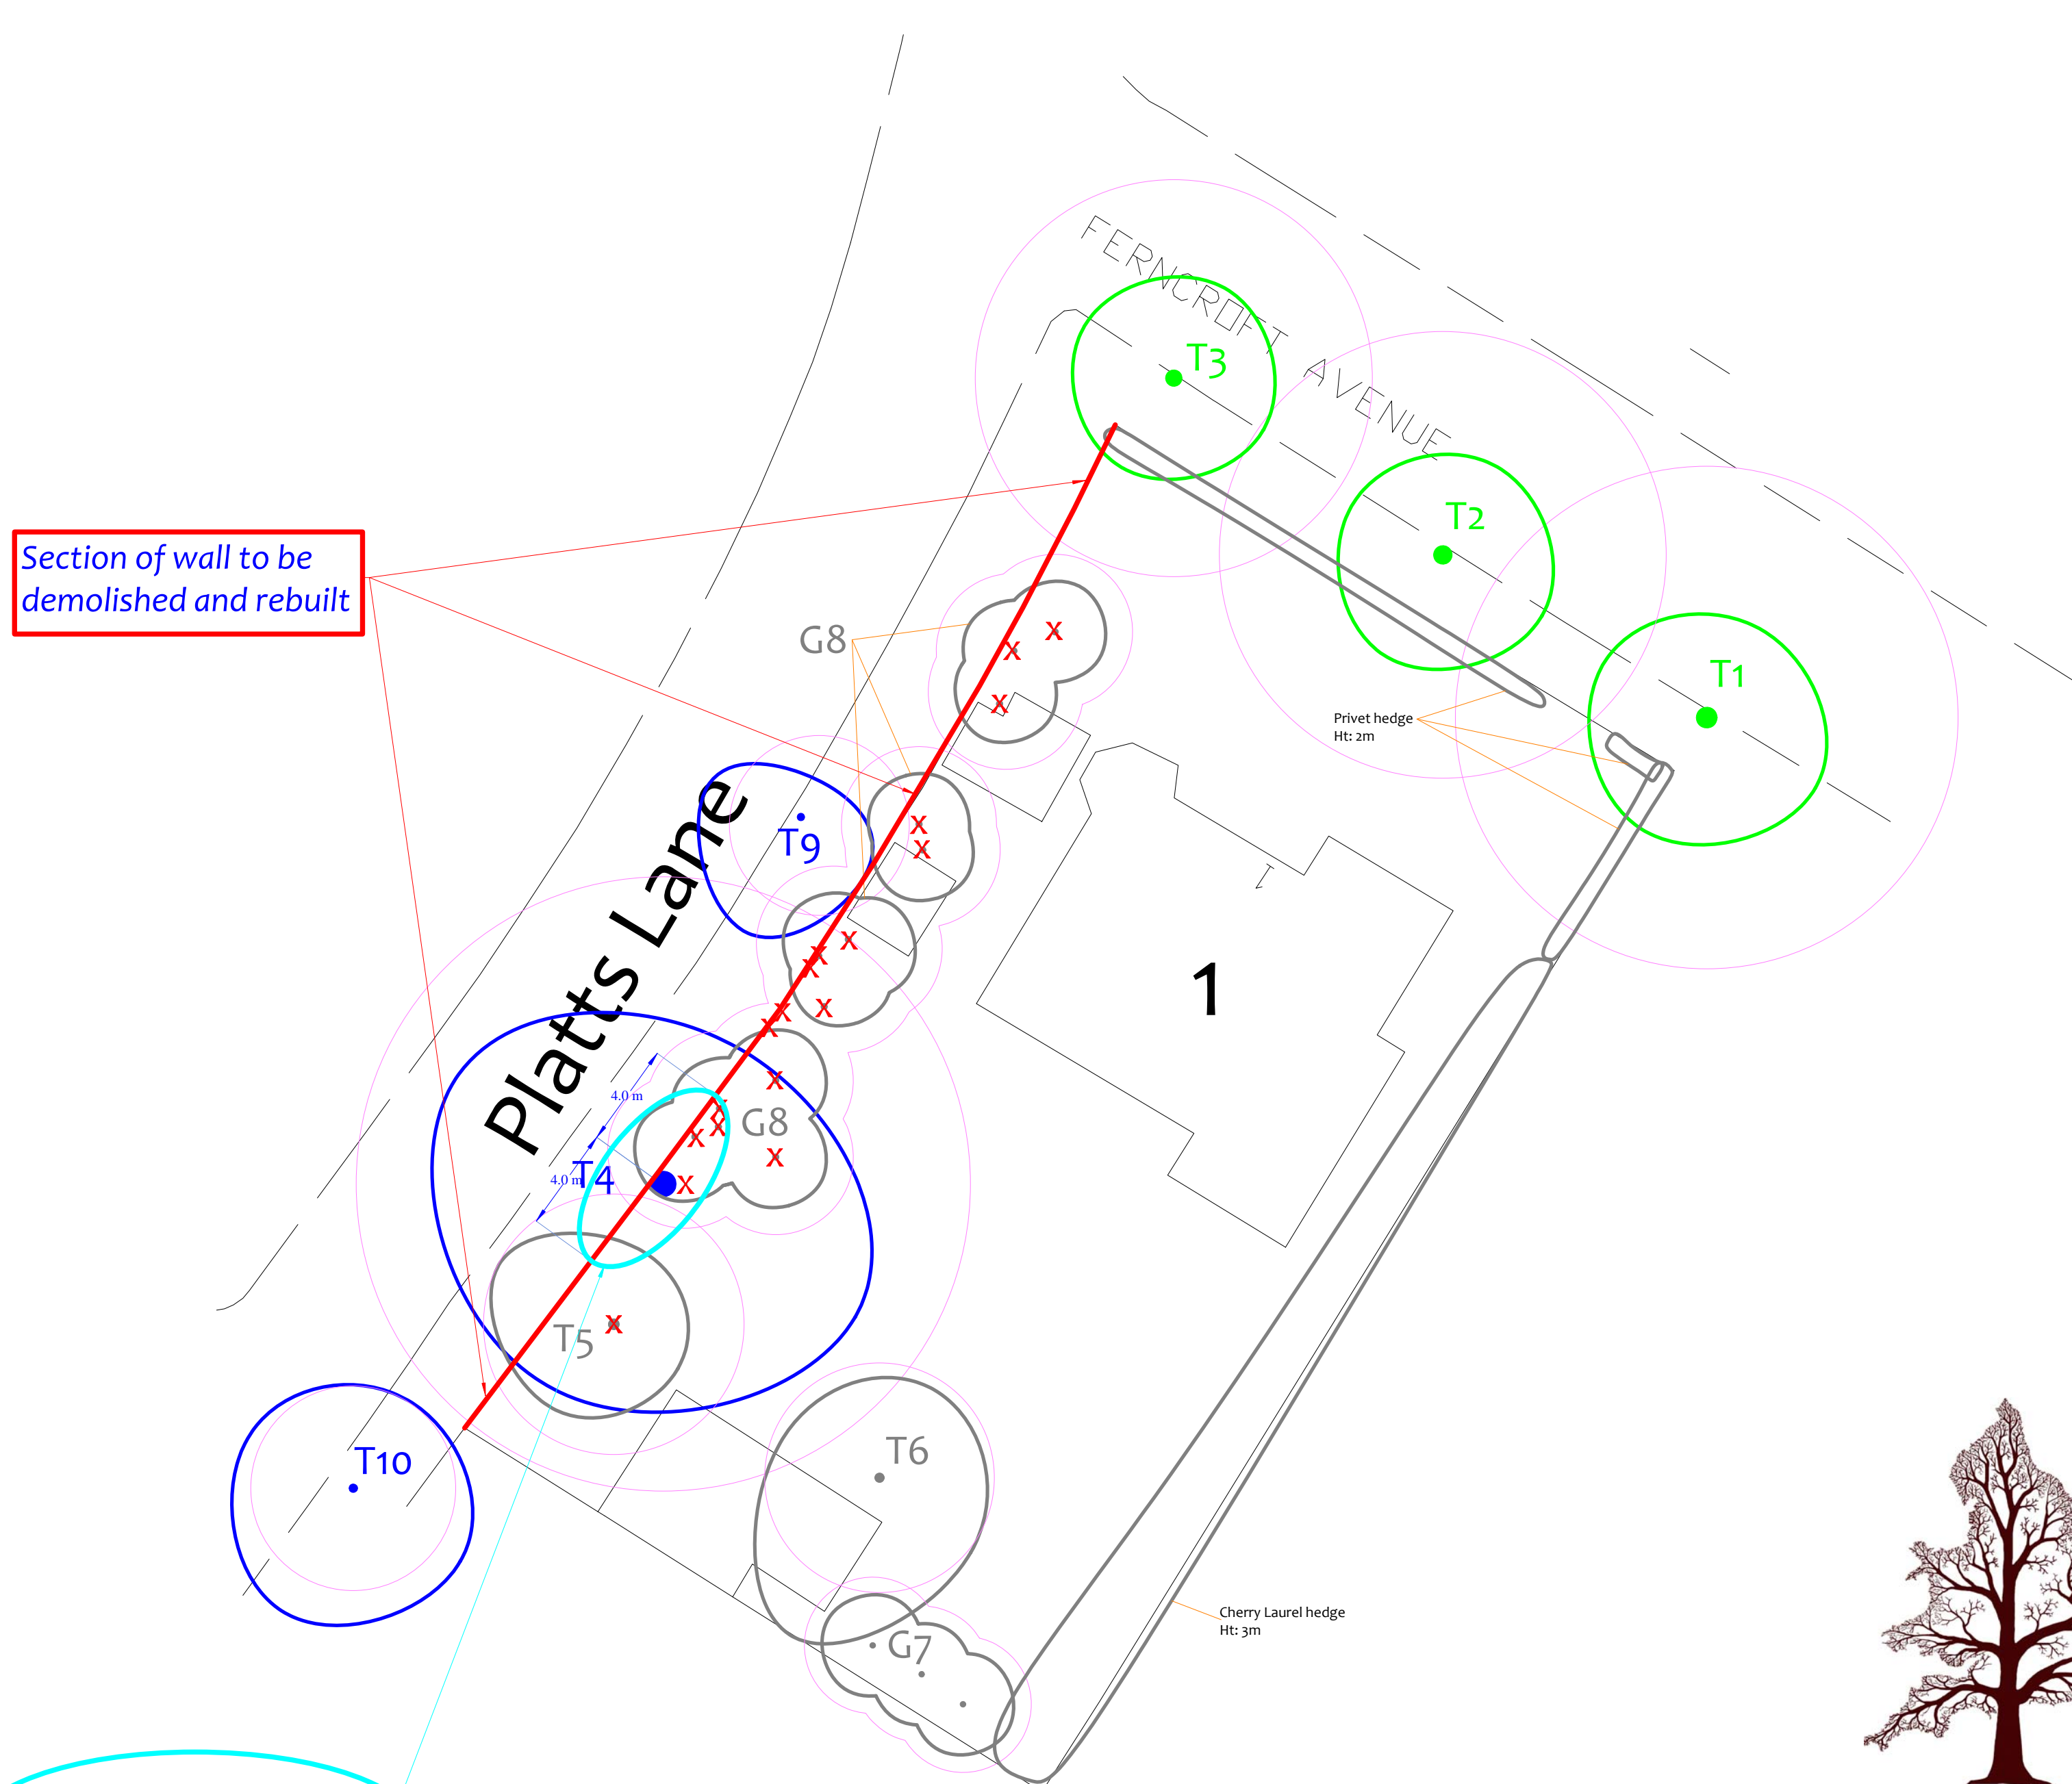 FERNCROFT AVENUE
T3
T2
Section of wall to be
demolished and rebuilt
G8
T1
Privet hedge
Ht: 2m
Platts Lane
T9
x
x
x
x
x
1
x
x
x
x
x
x
4.0 m
x
x
x
x
G8
x
x
T4
4.0 m
T5
x
T6
T10
Cherry Laurel hedge
Ht: 3m
G7